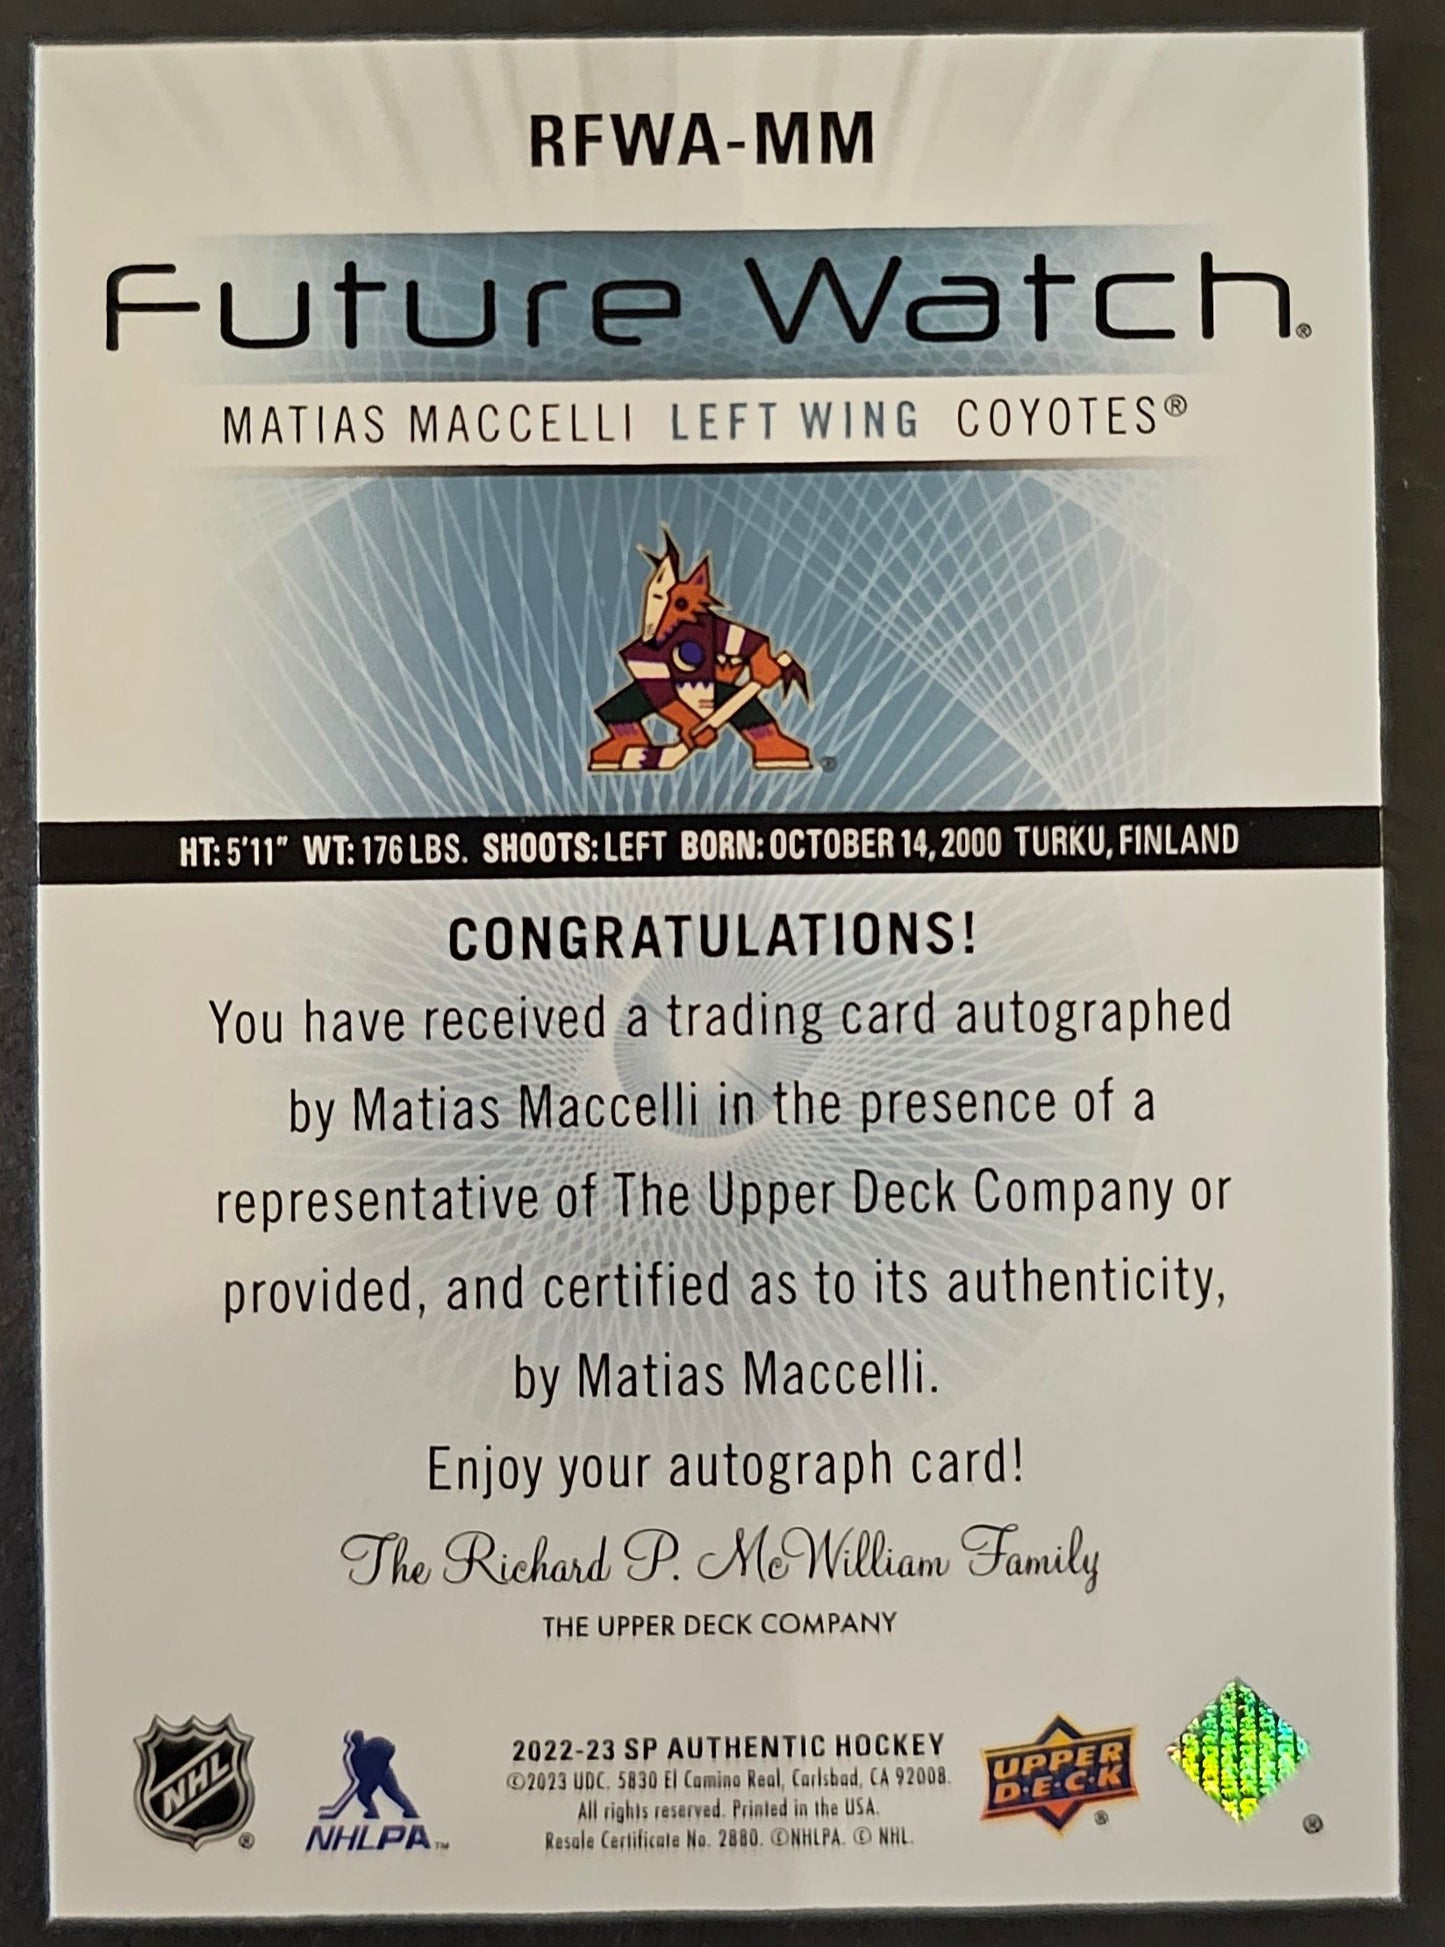 RFWA-MM
Future Watch®
MATIAS MACCELLI LEFT WING COYOTES®
®
HT: 5'11" WT: 176 LBS. SHOOTS: LEFT BORN: OCTOBER 14, 2000 TURKU, FINLAND
CONGRATULATIONS!
You have received a trading card autographed
by Matias Maccelli in the presence of a
representative of The Upper Deck Company or
provided, and certified as to its authenticity,
by Matias Maccelli.
Enjoy your autograph card!
The Richard P. McWilliam Family
THE UPPER DECK COMPANY
NHL®
NHLPA™
2022-23 SP AUTHENTIC HOCKEY
©2023 UDC. 5830 El Camino Real, Carlsbad, CA 92008.
All rights reserved. Printed in the USA.
Resale Certificate No. 2880. ©NHLPA. © NHL.
UPPER
D·E·C·K
®
®